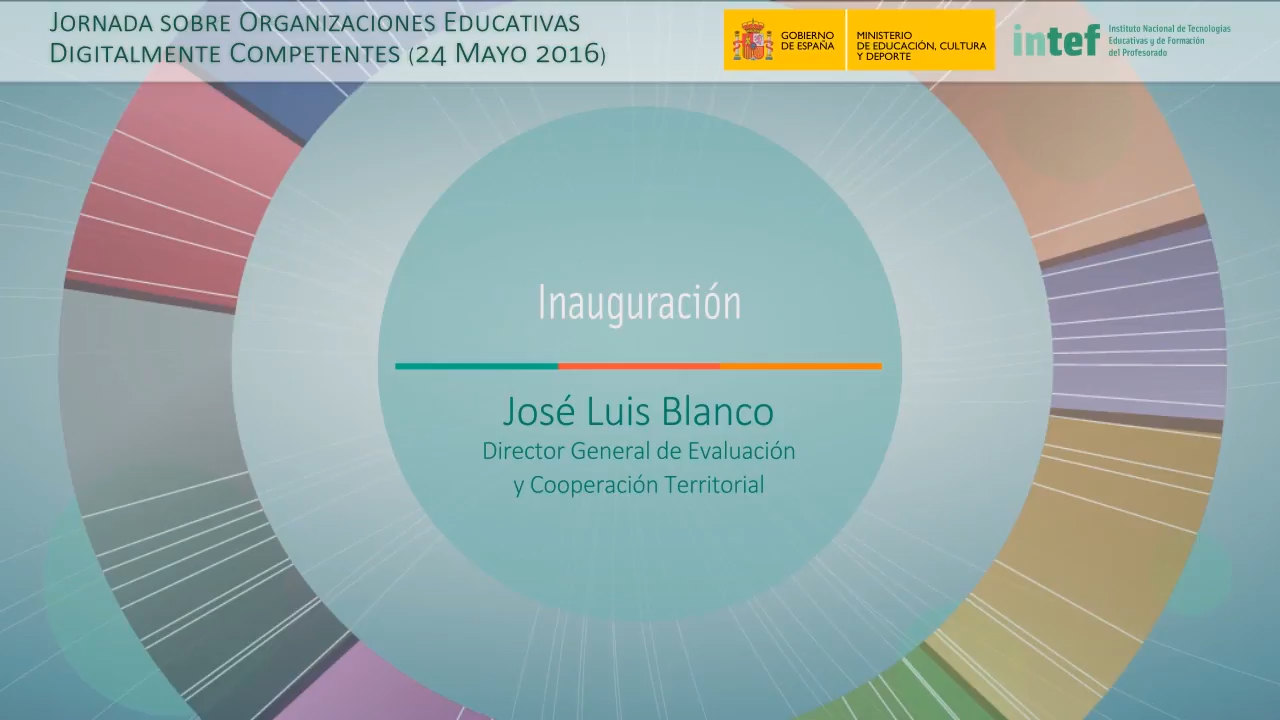 Jornada sobre Organizaciones Educativas
Digitalmente Competentes (24 Mayo 2016)
GOBIERNO
DE ESPAÑA
MINISTERIO
DE EDUCACIÓN, CULTURA
Y DEPORTE
intef
Instituto Nacional de Tecnologías
Educativas y de Formación
del Profesorado
Inauguración
José Luis Blanco
Director General de Evaluación
y Cooperación Territorial